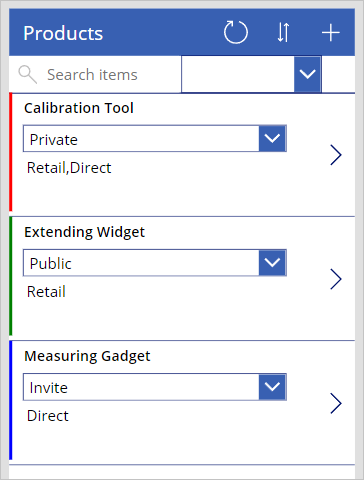 Products
Search items
Calibration Tool
Private
Retail,Direct
Extending Widget
Public
Retail
Measuring Gadget
Invite
Direct